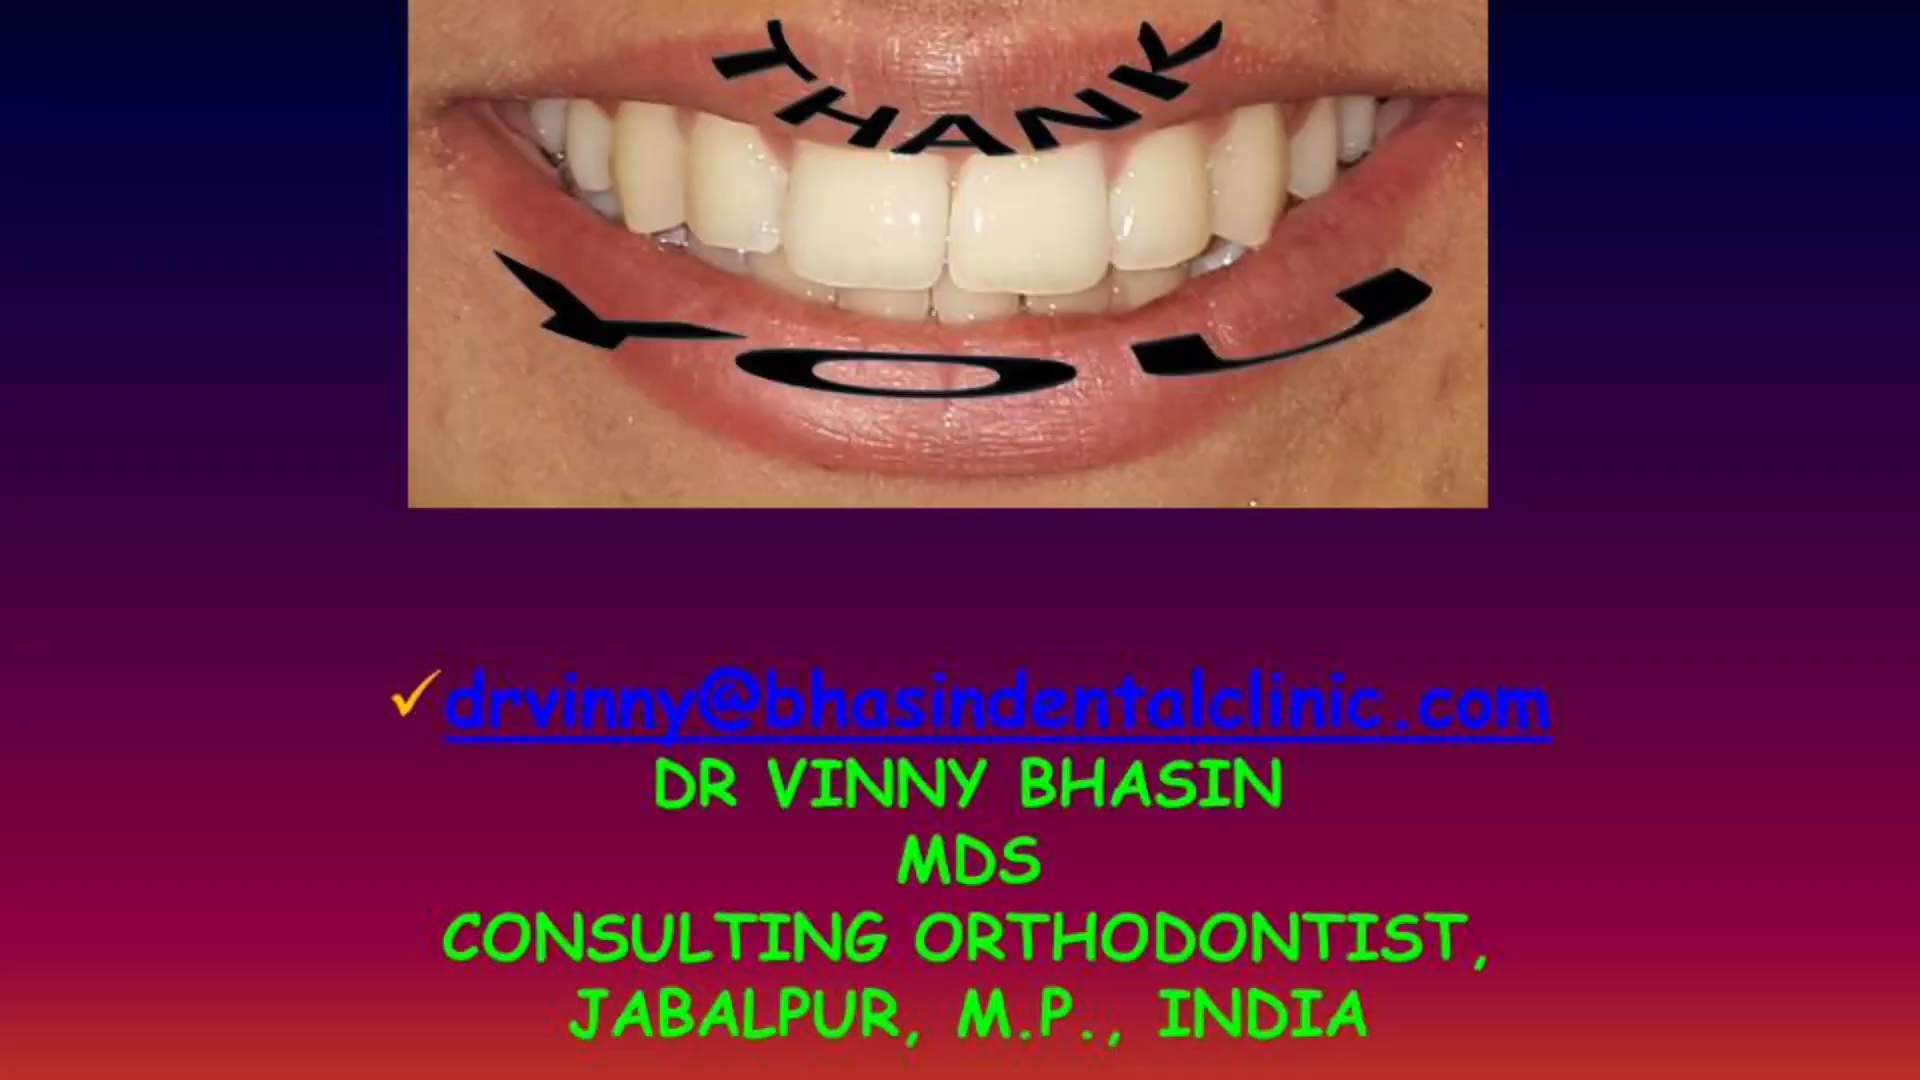 THANK
YOU
drvinny@bhasindentalclinic.com
DR VINNY BHASIN
MDS
CONSULTING ORTHODONTIST,
JABALPUR, M.P., INDIA